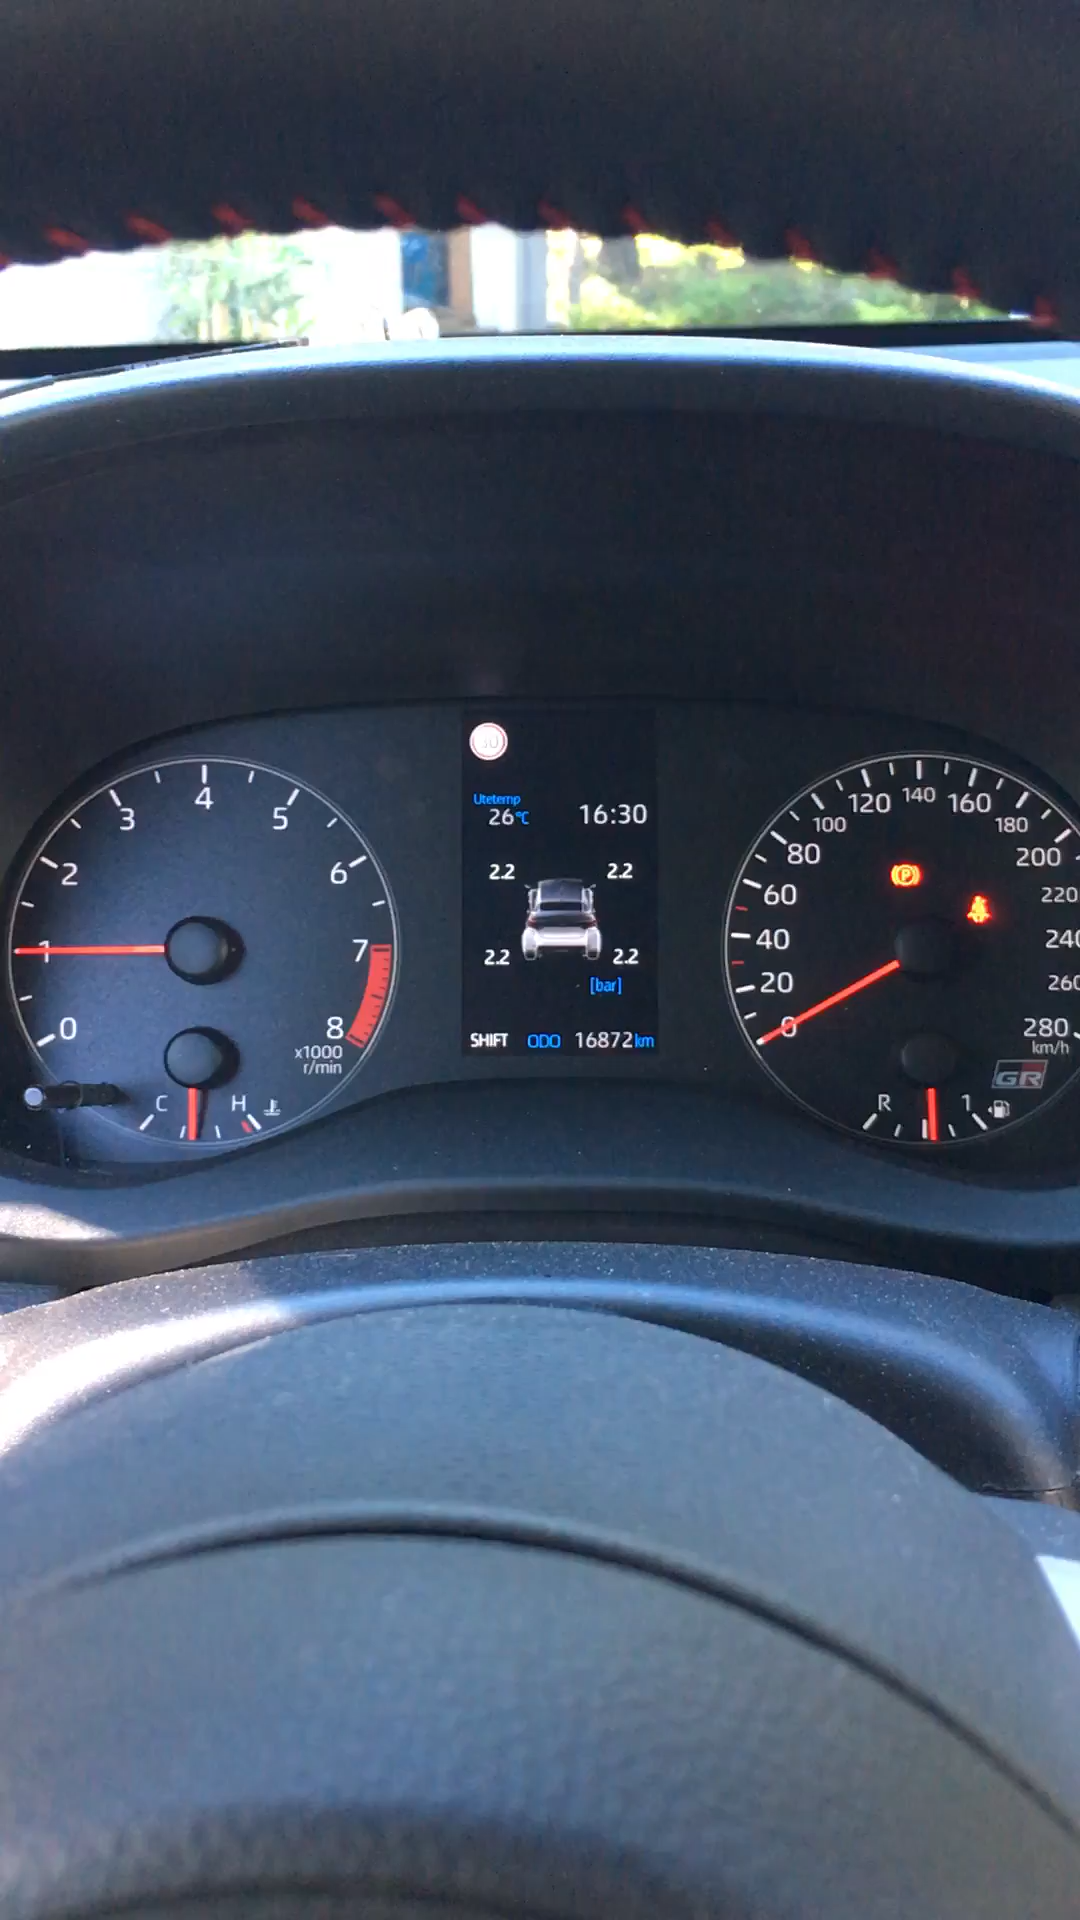 0
1
2
3
4
5
6
7
8
x1000
r/min
C H
Utetemp
26°C 16:30
2.2 2.2
2.2 2.2
[bar]
SHIFT ODO 16872km
0
20
40
60
80
100
120
140
160
180
200
220
240
260
280
km/h
(P)
GR
R 1